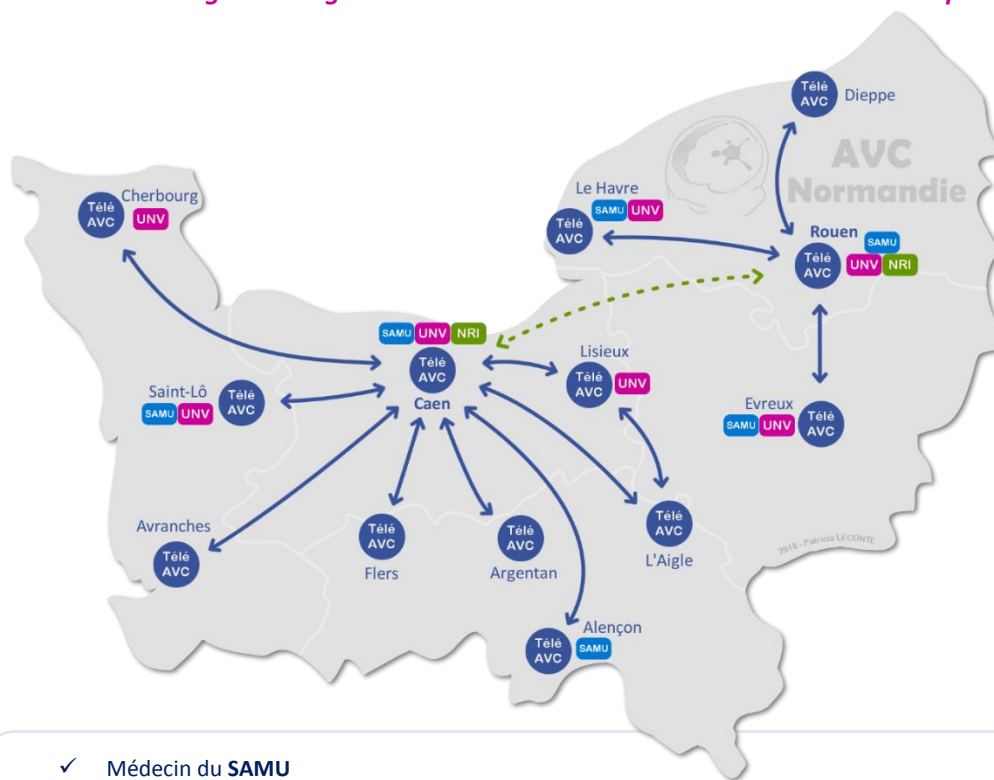 Télé
AVC
Dieppe
AVC
Normandie
Cherbourg
Télé
AVC
UNV
Le Havre
SAMU UNV
Télé
AVC
Rouen
SAMU
Télé
AVC
UNV NRI
SAMU UNV NRI
Télé
AVC
Caen
Lisieux
Télé
AVC
UNV
Saint-Lô
SAMU UNV
Télé
AVC
Evreux
SAMU UNV
Télé
AVC
Avranches
Télé
AVC
Télé
AVC
Flers
Télé
AVC
Argentan
Télé
AVC
L'Aigle
2018 - Patricia LECONTE
Alençon
Télé
AVC
SAMU
✓ Médecin du SAMU